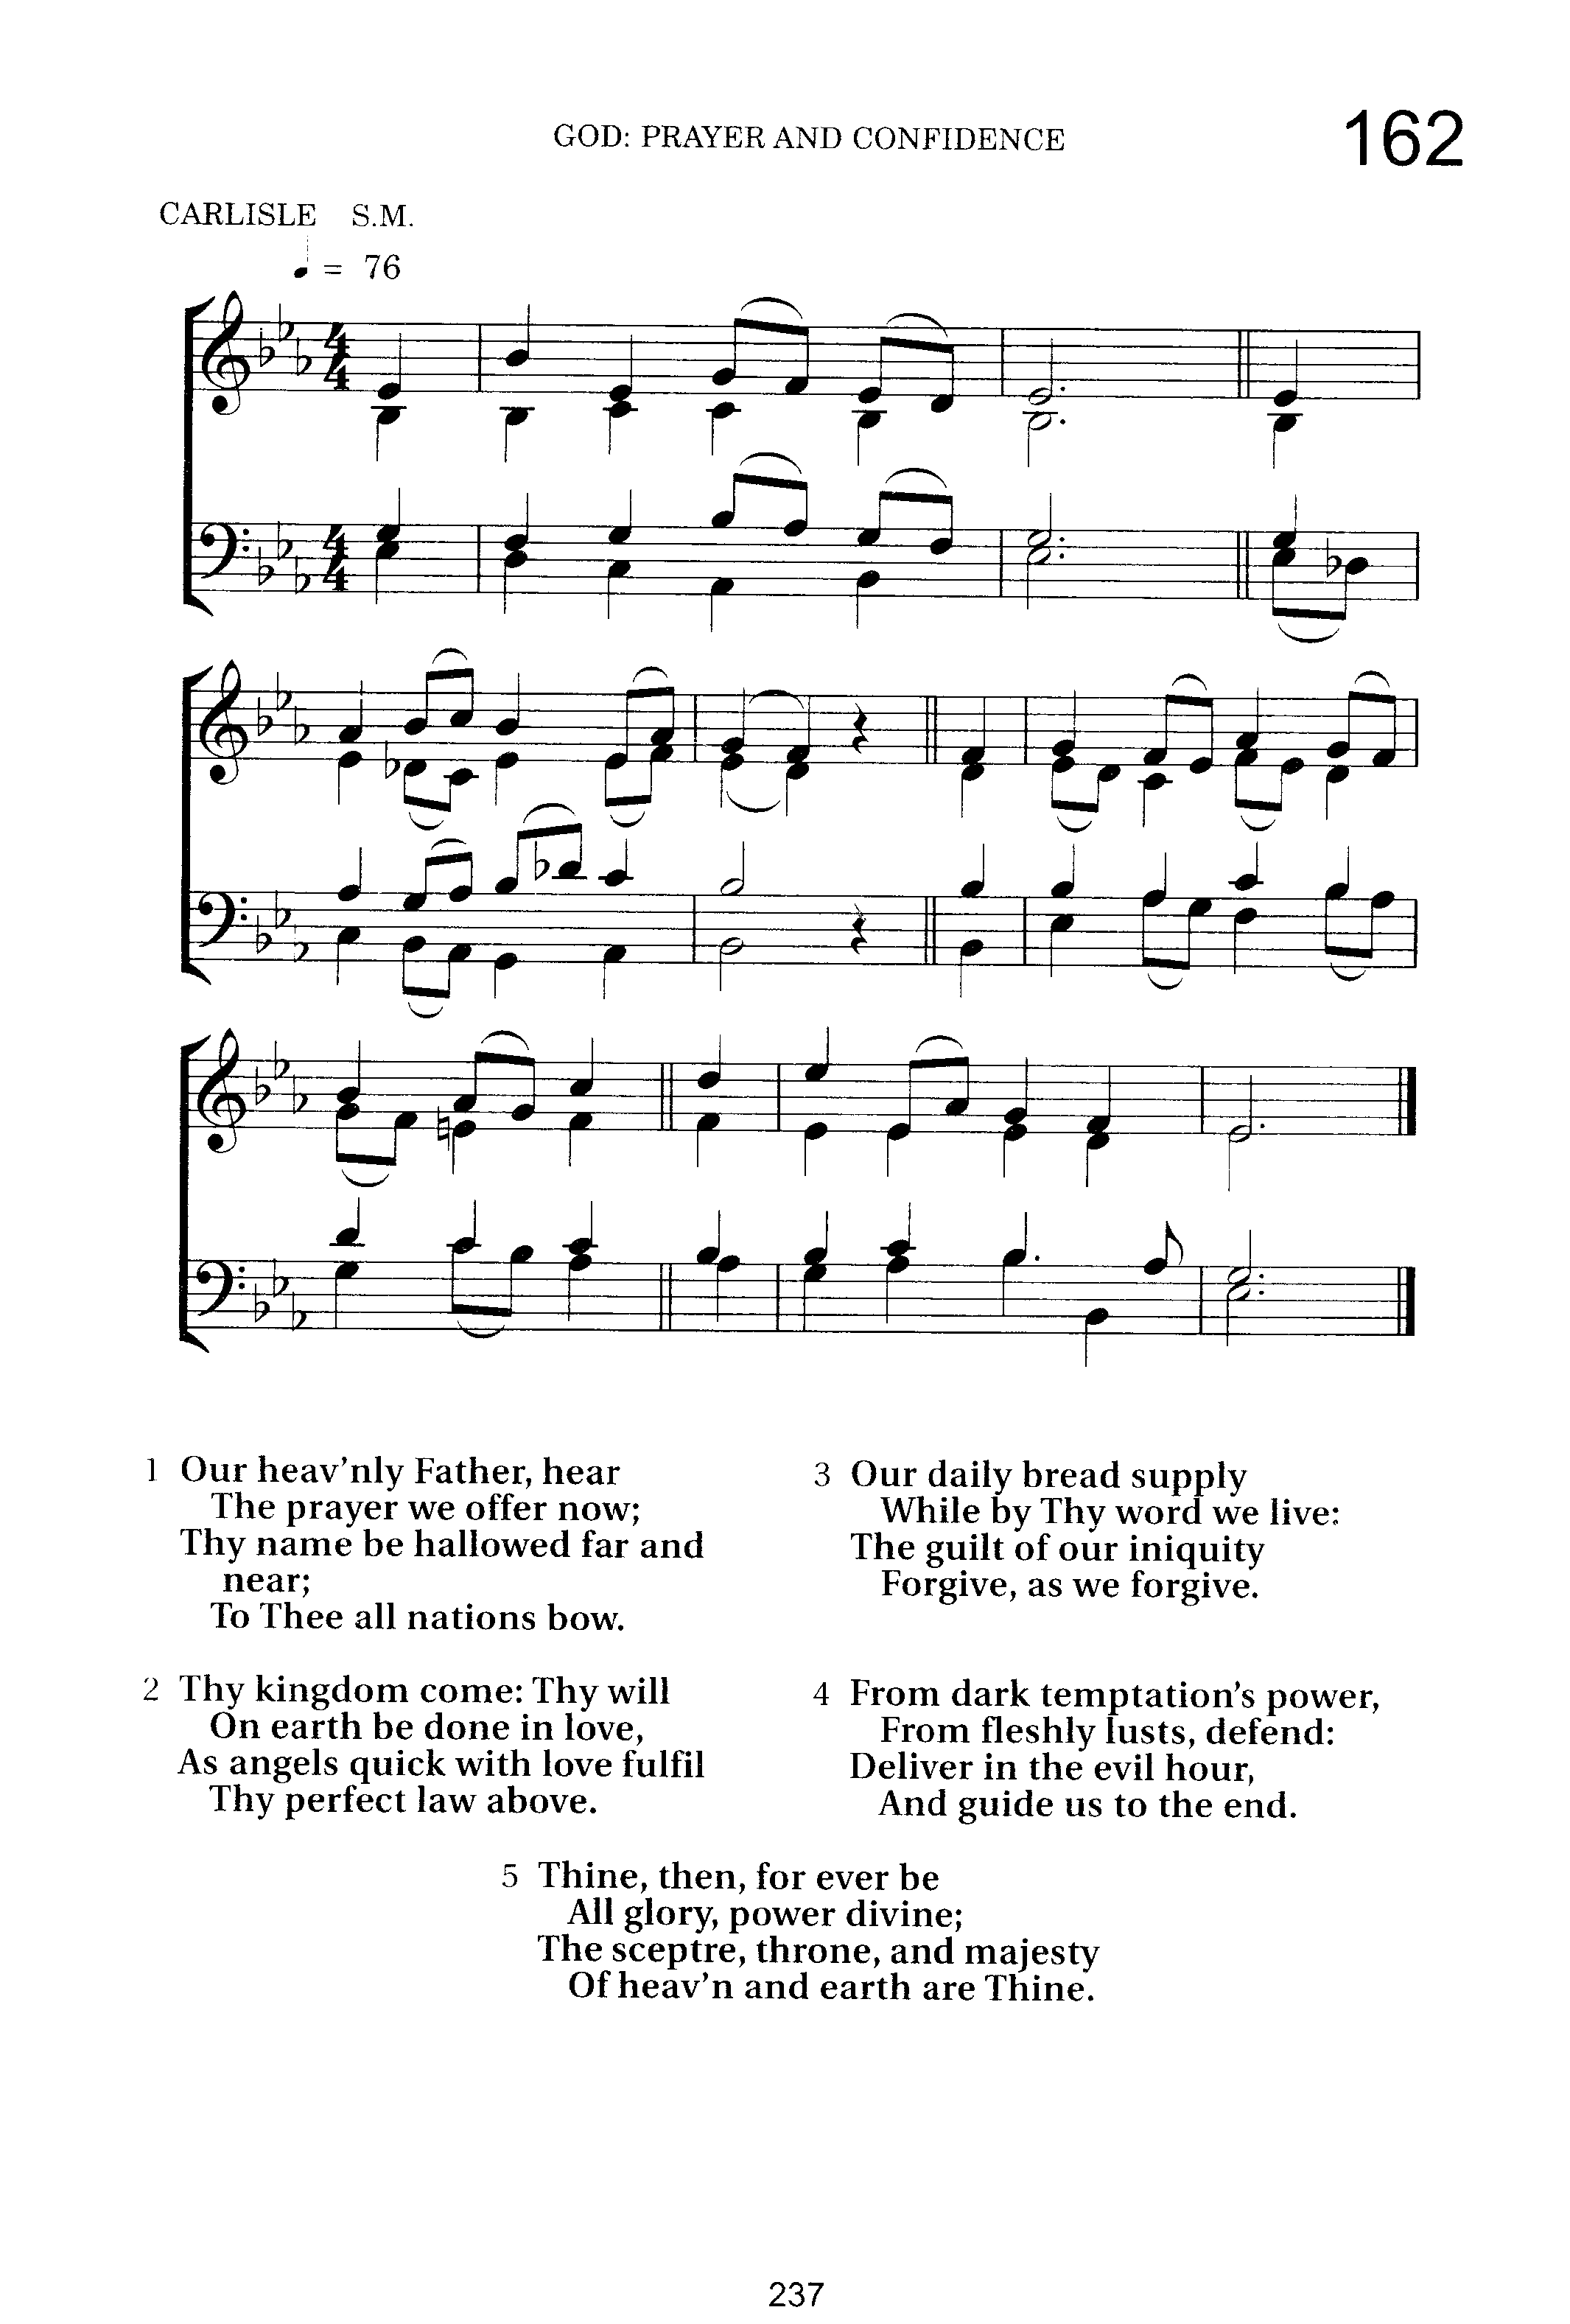 GOD: PRAYER AND CONFIDENCE
162
CARLISLE S.M.
♩ = 76
1 Our heav'nly Father, hear
The prayer we offer now;
Thy name be hallowed far and
near;
To Thee all nations bow.
2 Thy kingdom come: Thy will
On earth be done in love,
As angels quick with love fulfil
Thy perfect law above.
3 Our daily bread supply
While by Thy word we live:
The guilt of our iniquity
Forgive, as we forgive.
4 From dark temptation's power,
From fleshly lusts, defend:
Deliver in the evil hour,
And guide us to the end.
5 Thine, then, for ever be
All glory, power divine;
The sceptre, throne, and majesty
Of heav'n and earth are Thine.
237